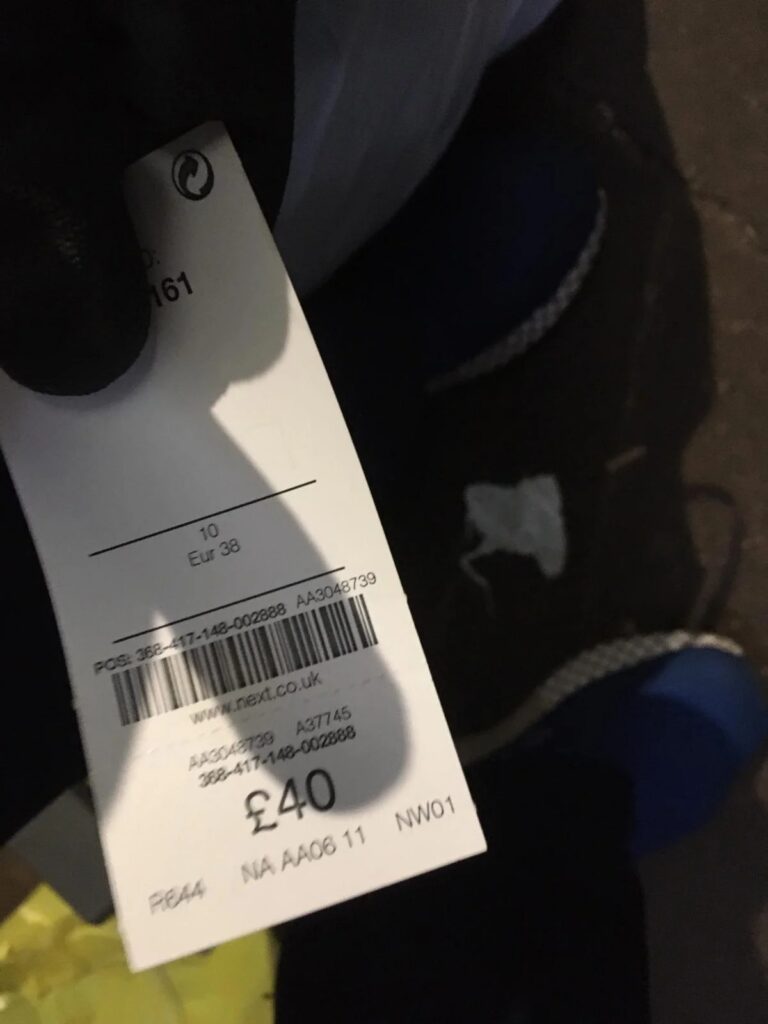 161
10
Eur 38
POS: 368-417-148-002888 AA3048739
www.next.co.uk
AA3048739 A37745
368-417-148-002888
£40
NA AA06 11 NW01
R644